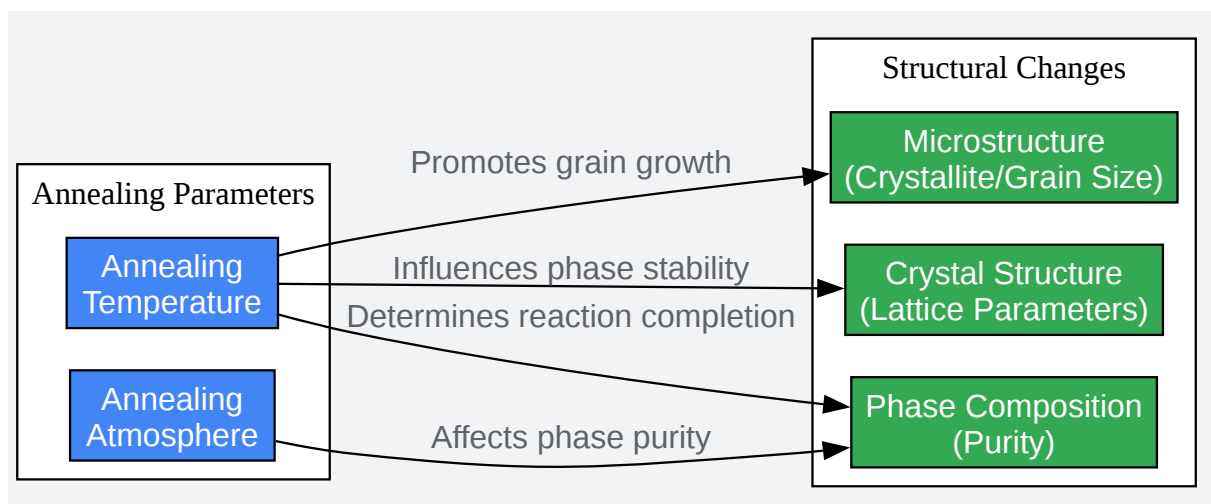 Annealing Parameters
Annealing
Temperature
Annealing
Atmosphere
Promotes grain growth
Influences phase stability
Determines reaction completion
Affects phase purity
Structural Changes
Microstructure
(Crystallite/Grain Size)
Crystal Structure
(Lattice Parameters)
Phase Composition
(Purity)